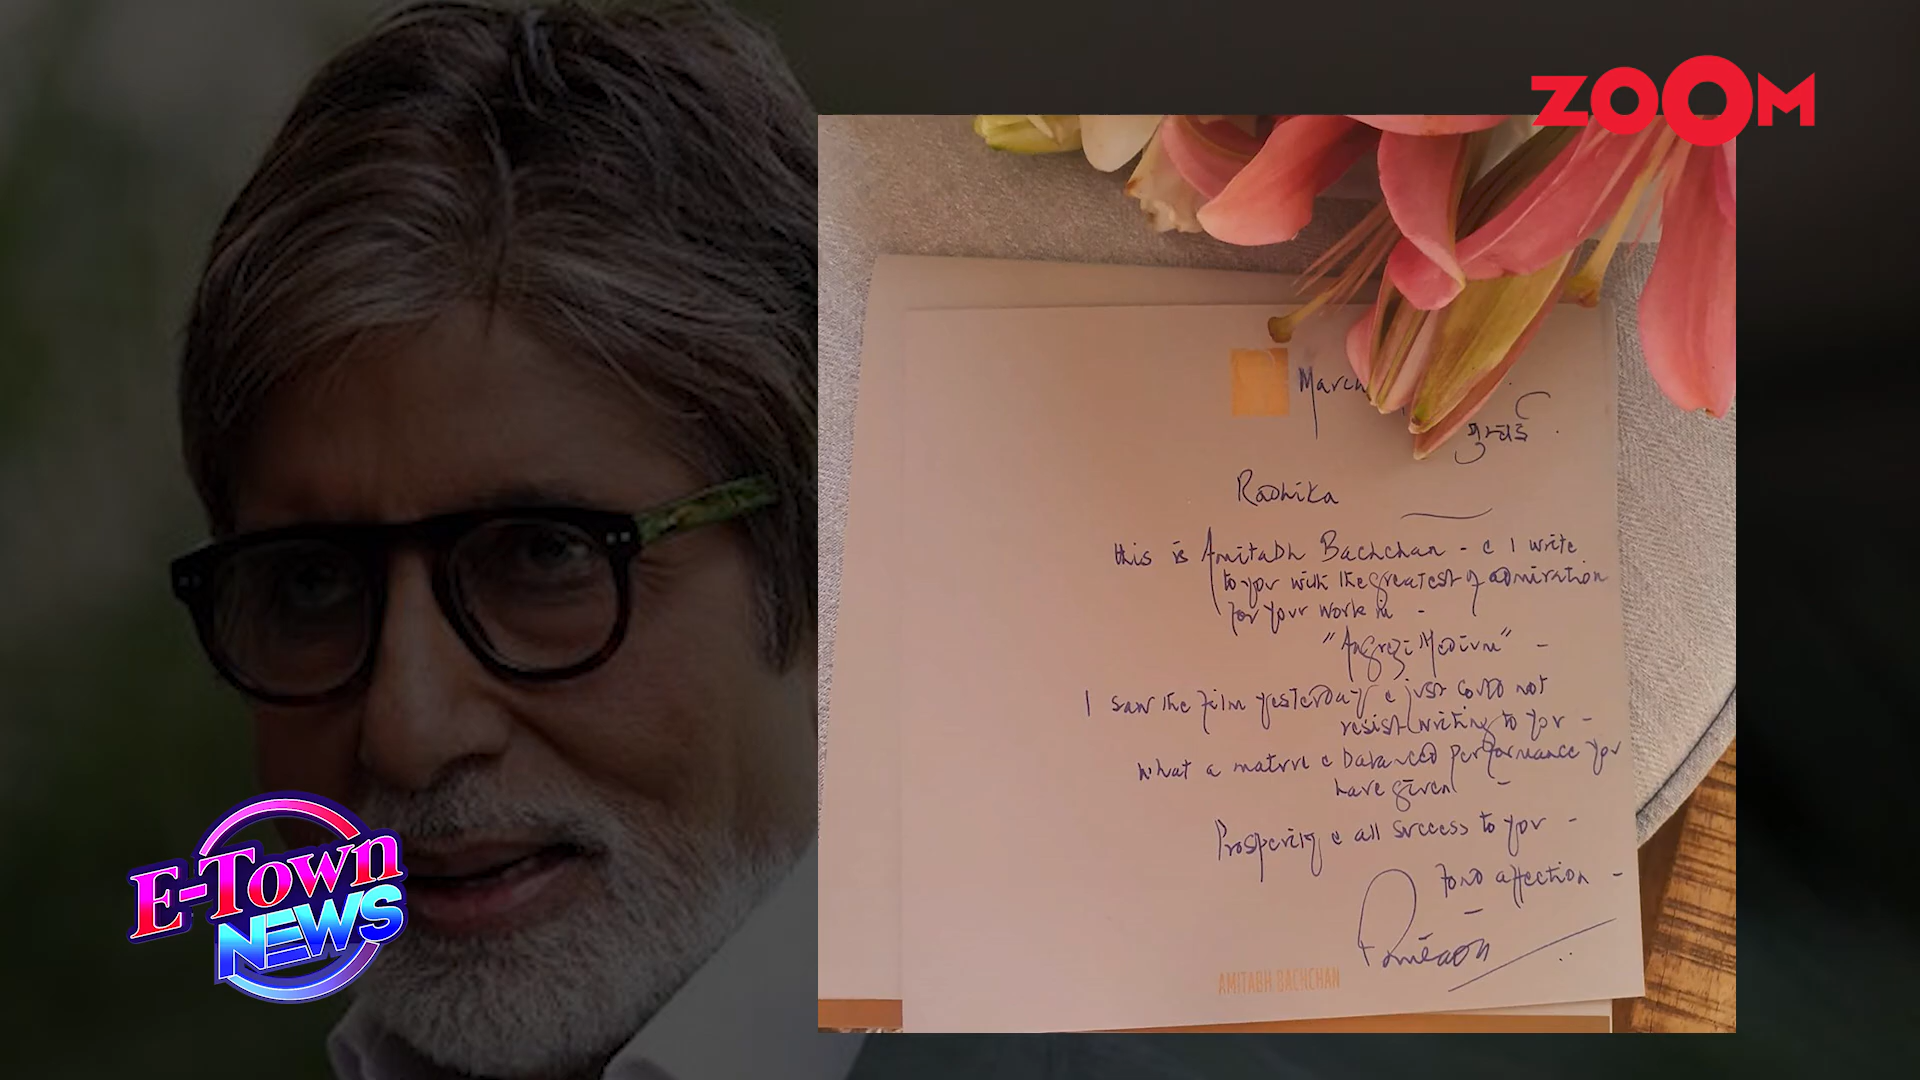 ZOOM
March
मुम्बई
Radhika
this is Amitabh Bachchan - & I write
to you with the greatest of admiration
for your work in -
"Angrezi Medium" -
I saw the film yesterday & just could not
resist writing to you -
What a mature & balanced performance you
have given -
Prosperity & all success to you -
fond affection -
AMITABH BACHCHAN
E-TOWN
NEWS